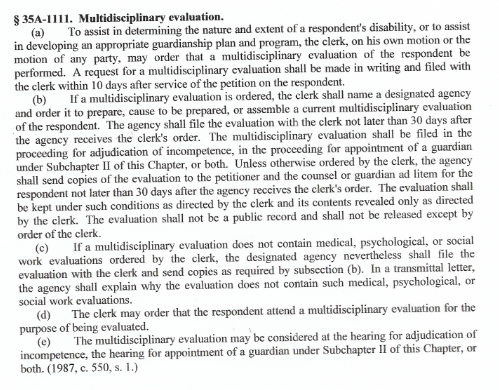 § 35A-1111. Multidisciplinary evaluation.
(a) To assist in determining the nature and extent of a respondent's disability, or to assist
in developing an appropriate guardianship plan and program, the clerk, on his own motion or the
motion of any party, may order that a multidisciplinary evaluation of the respondent be
performed. A request for a multidisciplinary evaluation shall be made in writing and filed with
the clerk within 10 days after service of the petition on the respondent.
(b) If a multidisciplinary evaluation is ordered, the clerk shall name a designated agency
and order it to prepare, cause to be prepared, or assemble a current multidisciplinary evaluation
of the respondent. The agency shall file the evaluation with the clerk not later than 30 days after
the agency receives the clerk's order. The multidisciplinary evaluation shall be filed in the
proceeding for adjudication of incompetence, in the proceeding for appointment of a guardian
under Subchapter II of this Chapter, or both. Unless otherwise ordered by the clerk, the agency
shall send copies of the evaluation to the petitioner and the counsel or guardian ad litem for the
respondent not later than 30 days after the agency receives the clerk's order. The evaluation shall
be kept under such conditions as directed by the clerk and its contents revealed only as directed
by the clerk. The evaluation shall not be a public record and shall not be released except by
order of the clerk.
(c) If a multidisciplinary evaluation does not contain medical, psychological, or social
work evaluations ordered by the clerk, the designated agency nevertheless shall file the
evaluation with the clerk and send copies as required by subsection (b). In a transmittal letter,
the agency shall explain why the evaluation does not contain such medical, psychological, or
social work evaluations.
(d) The clerk may order that the respondent attend a multidisciplinary evaluation for the
purpose of being evaluated.
(e) The multidisciplinary evaluation may be considered at the hearing for adjudication of
incompetence, the hearing for appointment of a guardian under Subchapter II of this Chapter, or
both. (1987, c. 550, s. 1.)